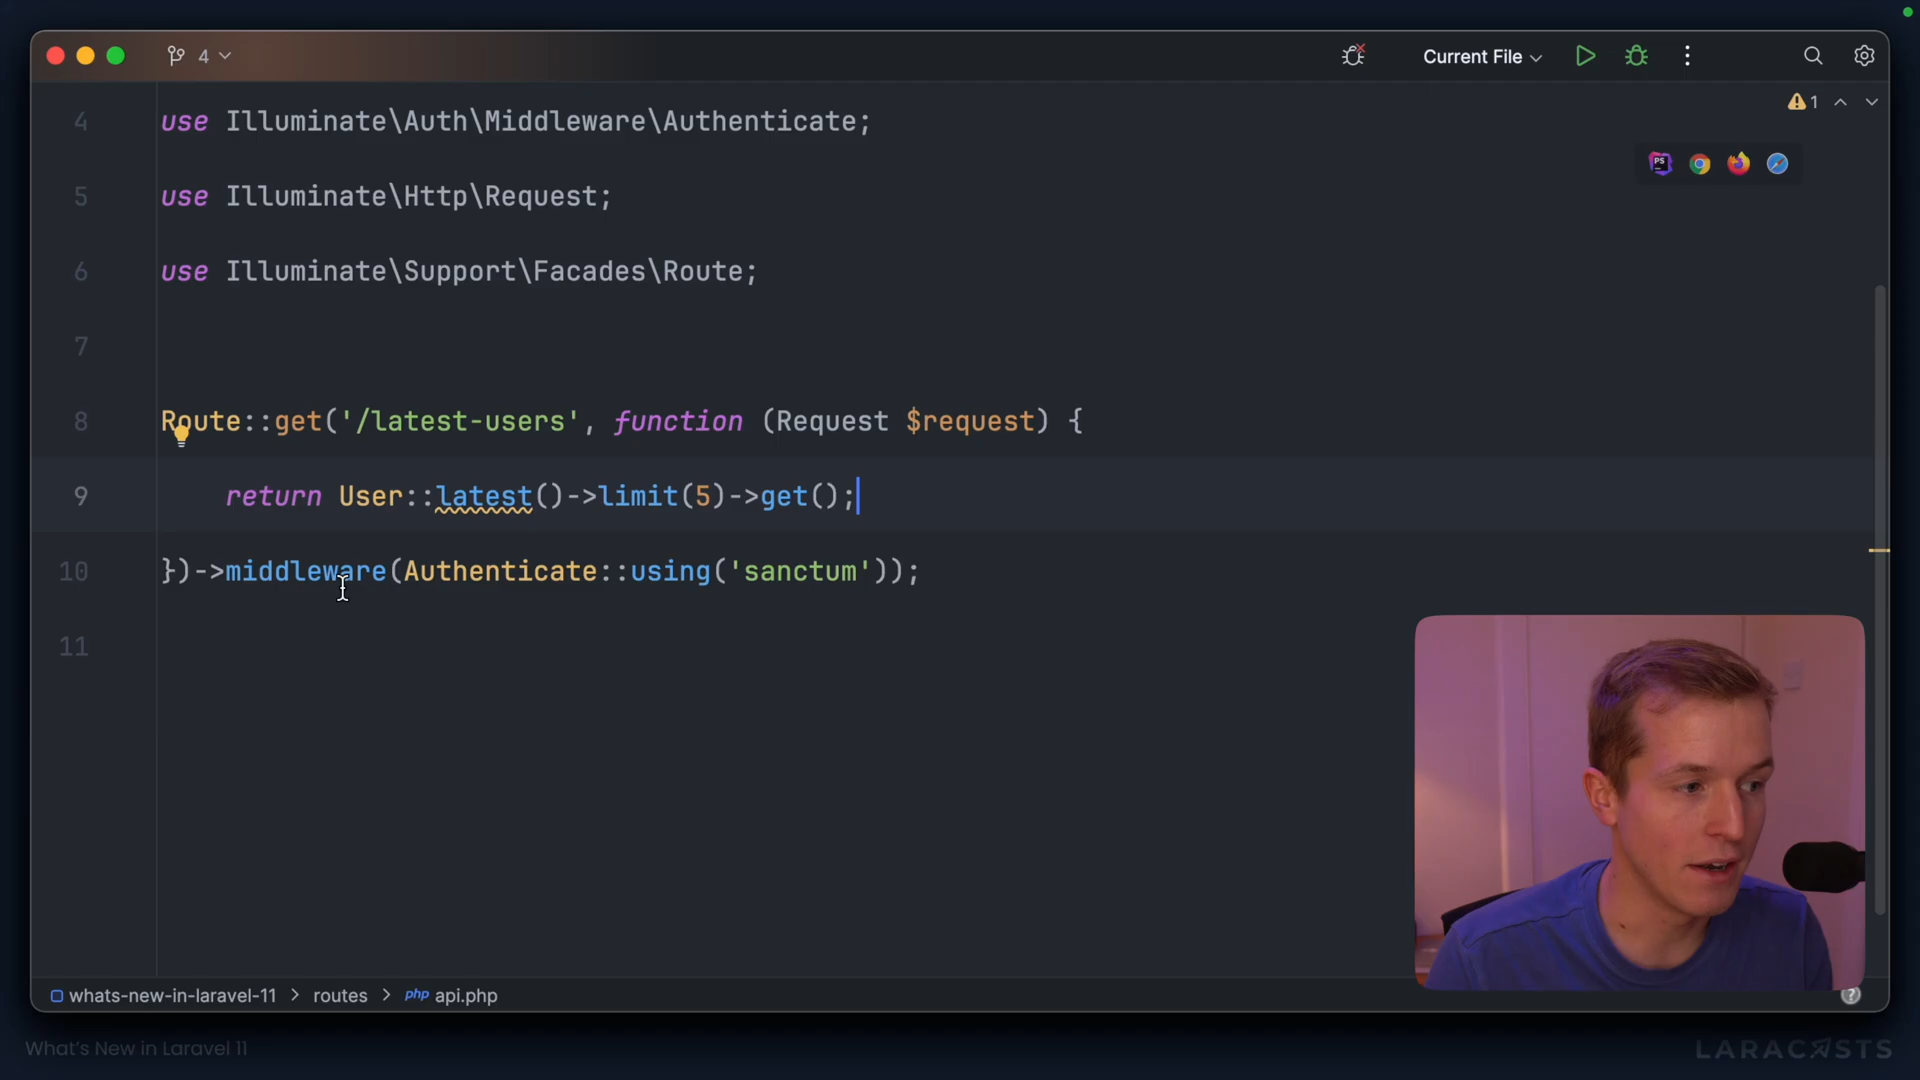 4
Current File
1
4 use Illuminate\Auth\Middleware\Authenticate;
PS
5 use Illuminate\Http\Request;
6 use Illuminate\Support\Facades\Route;
7
8 Route::get('/latest-users', function (Request $request) {
9 return User::latest()->limit(5)->get();
10 })->middleware(Authenticate::using('sanctum'));
11
whats-new-in-laravel-11 > routes > php api.php
?
What's New in Laravel 11
LARACASTS